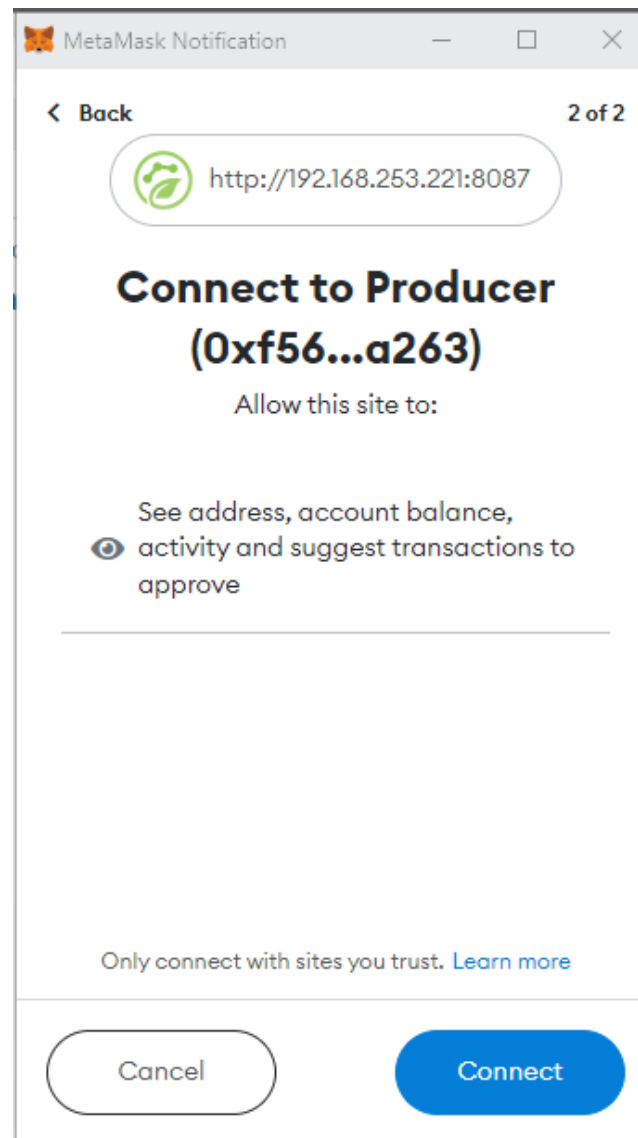 MetaMask Notification
Back 2 of 2
http://192.168.253.221:8087
Connect to Producer
(0xf56...a263)
Allow this site to:
See address, account balance,
activity and suggest transactions to
approve
Only connect with sites you trust. Learn more
Cancel Connect